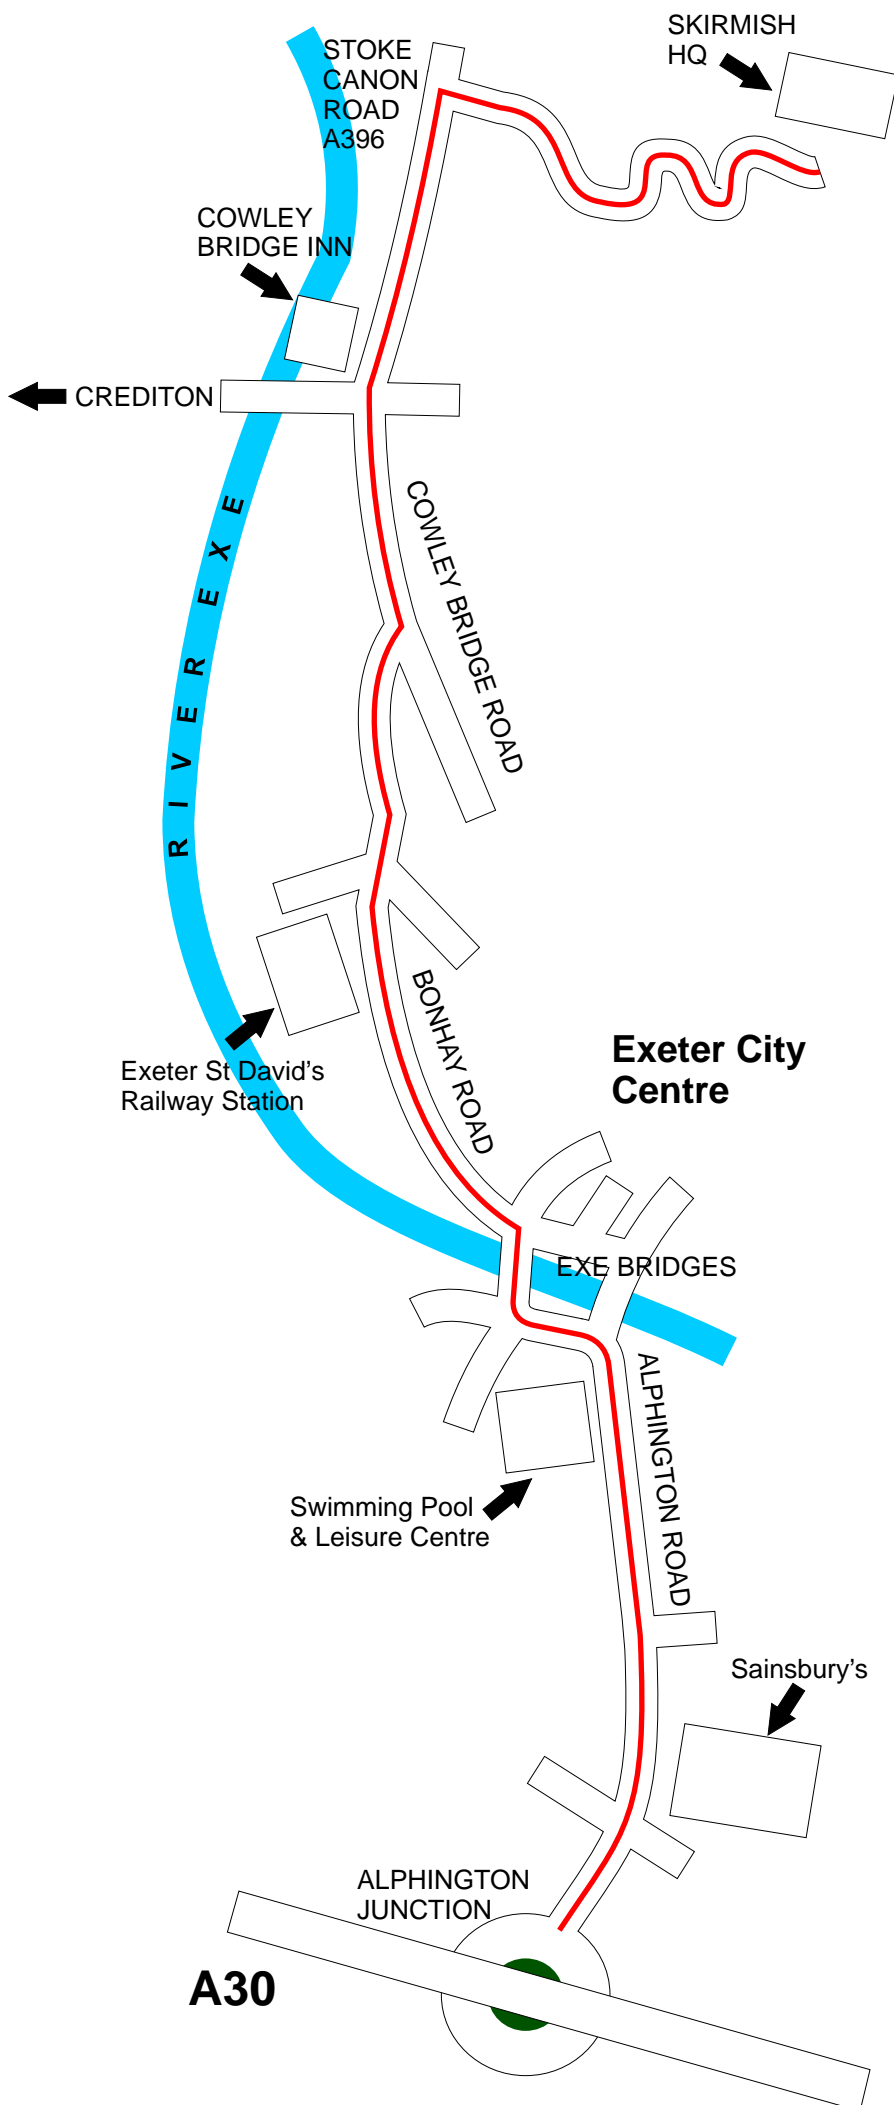 SKIRMISH
HQ
STOKE
CANON
ROAD
A396
COWLEY
BRIDGE INN
CREDITON
COWLEY BRIDGE ROAD
RIVER EXE
BONHAY ROAD
Exeter City
Centre
Exeter St David’s
Railway Station
EXE BRIDGES
ALPHINGTON ROAD
Swimming Pool
& Leisure Centre
Sainsbury’s
ALPHINGTON
JUNCTION
A30